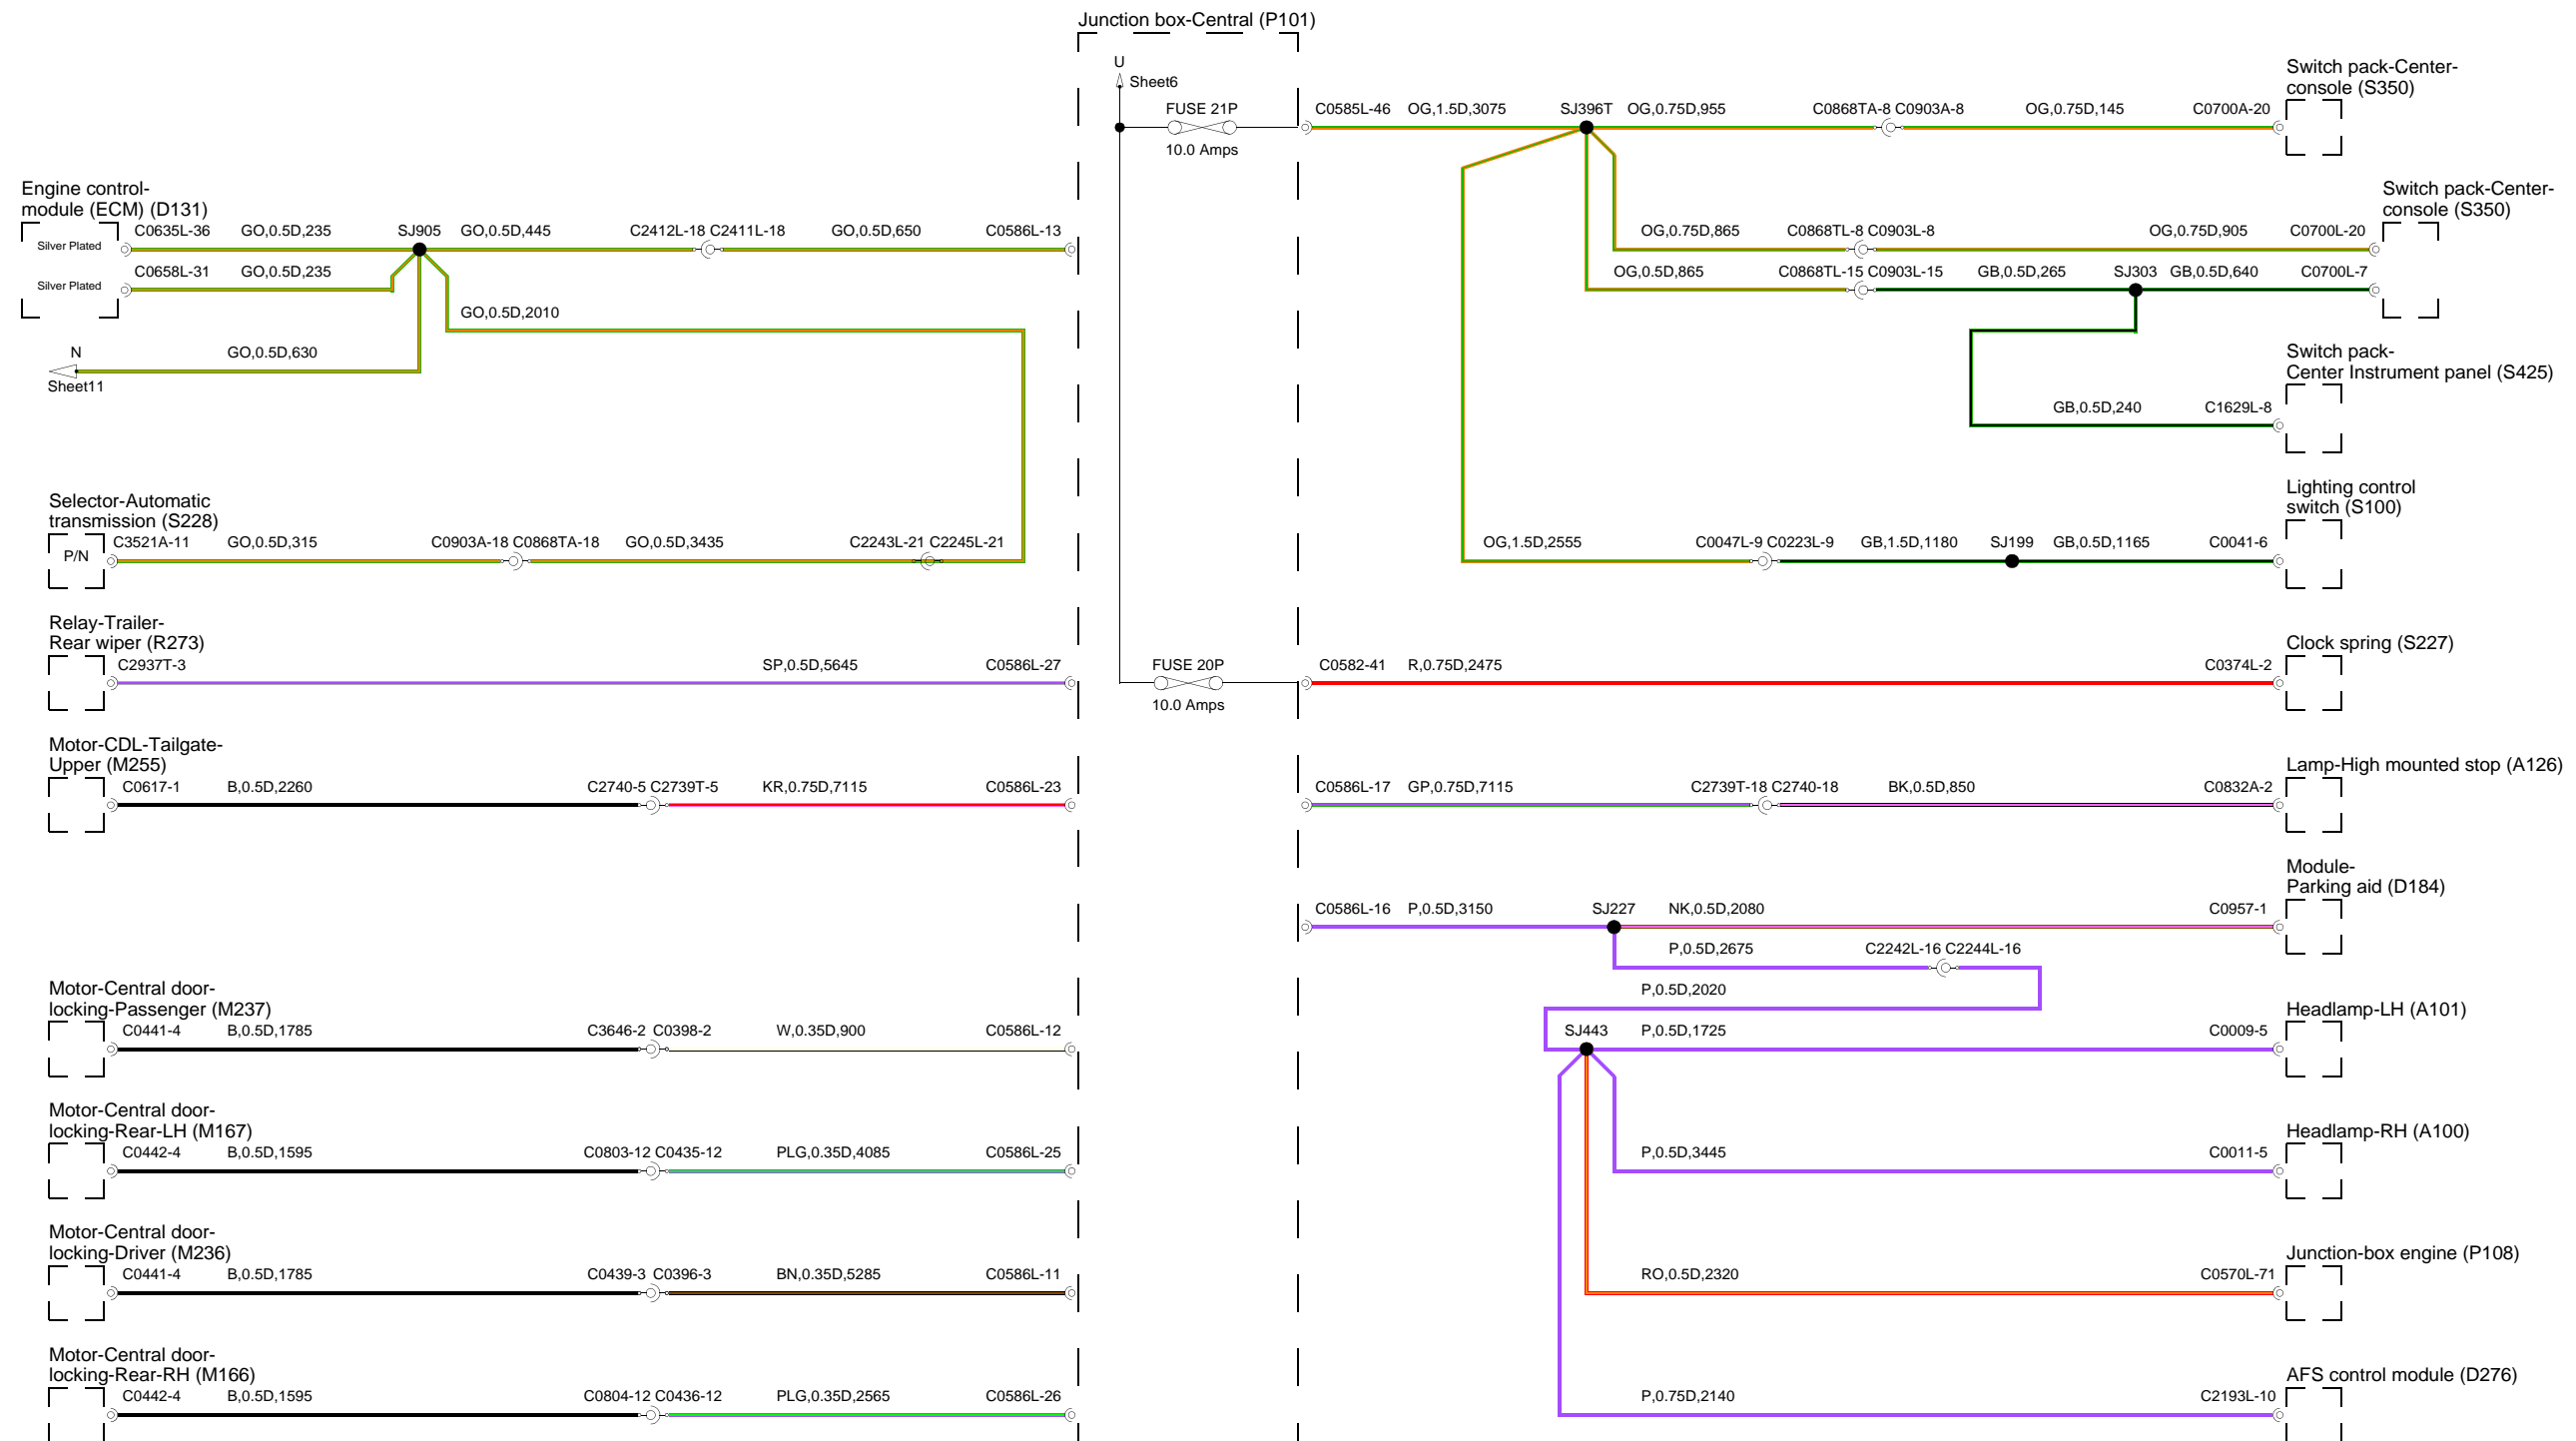 Junction box-Central (P101)
U
Sheet6
FUSE 21P
10.0 Amps
C0585L-46 OG,1.5D,3075 SJ396T OG,0.75D,955 C0868TA-8 C0903A-8 OG,0.75D,145 C0700A-20
Switch pack-Center-
console (S350)
Engine control-
module (ECM) (D131)
Silver Plated
C0635L-36 GO,0.5D,235 SJ905 GO,0.5D,445 C2412L-18 C2411L-18 GO,0.5D,650 C0586L-13
Silver Plated
C0658L-31 GO,0.5D,235
GO,0.5D,2010
N GO,0.5D,630
Sheet11
Switch pack-Center-
console (S350)
OG,0.75D,865 C0868TL-8 C0903L-8 OG,0.75D,905 C0700L-20
OG,0.5D,865 C0868TL-15 C0903L-15 GB,0.5D,265 SJ303 GB,0.5D,640 C0700L-7
Switch pack-
Center Instrument panel (S425)
GB,0.5D,240 C1629L-8
Selector-Automatic
transmission (S228)
P/N
C3521A-11 GO,0.5D,315 C0903A-18 C0868TA-18 GO,0.5D,3435 C2243L-21 C2245L-21
Lighting control
switch (S100)
OG,1.5D,2555 C0047L-9 C0223L-9 GB,1.5D,1180 SJ199 GB,0.5D,1165 C0041-6
Relay-Trailer-
Rear wiper (R273)
C2937T-3 SP,0.5D,5645 C0586L-27
FUSE 20P
10.0 Amps
C0582-41 R,0.75D,2475 C0374L-2
Clock spring (S227)
Motor-CDL-Tailgate-
Upper (M255)
C0617-1 B,0.5D,2260 C2740-5 C2739T-5 KR,0.75D,7115 C0586L-23
Lamp-High mounted stop (A126)
C0586L-17 GP,0.75D,7115 C2739T-18 C2740-18 BK,0.5D,850 C0832A-2
Module-
Parking aid (D184)
C0586L-16 P,0.5D,3150 SJ227 NK,0.5D,2080 C0957-1
P,0.5D,2675 C2242L-16 C2244L-16
P,0.5D,2020
Motor-Central door-
locking-Passenger (M237)
C0441-4 B,0.5D,1785 C3646-2 C0398-2 W,0.35D,900 C0586L-12
Headlamp-LH (A101)
SJ443 P,0.5D,1725 C0009-5
Motor-Central door-
locking-Rear-LH (M167)
C0442-4 B,0.5D,1595 C0803-12 C0435-12 PLG,0.35D,4085 C0586L-25
Headlamp-RH (A100)
P,0.5D,3445 C0011-5
Motor-Central door-
locking-Driver (M236)
C0441-4 B,0.5D,1785 C0439-3 C0396-3 BN,0.35D,5285 C0586L-11
Junction-box engine (P108)
RO,0.5D,2320 C0570L-71
Motor-Central door-
locking-Rear-RH (M166)
C0442-4 B,0.5D,1595 C0804-12 C0436-12 PLG,0.35D,2565 C0586L-26
AFS control module (D276)
P,0.75D,2140 C2193L-10